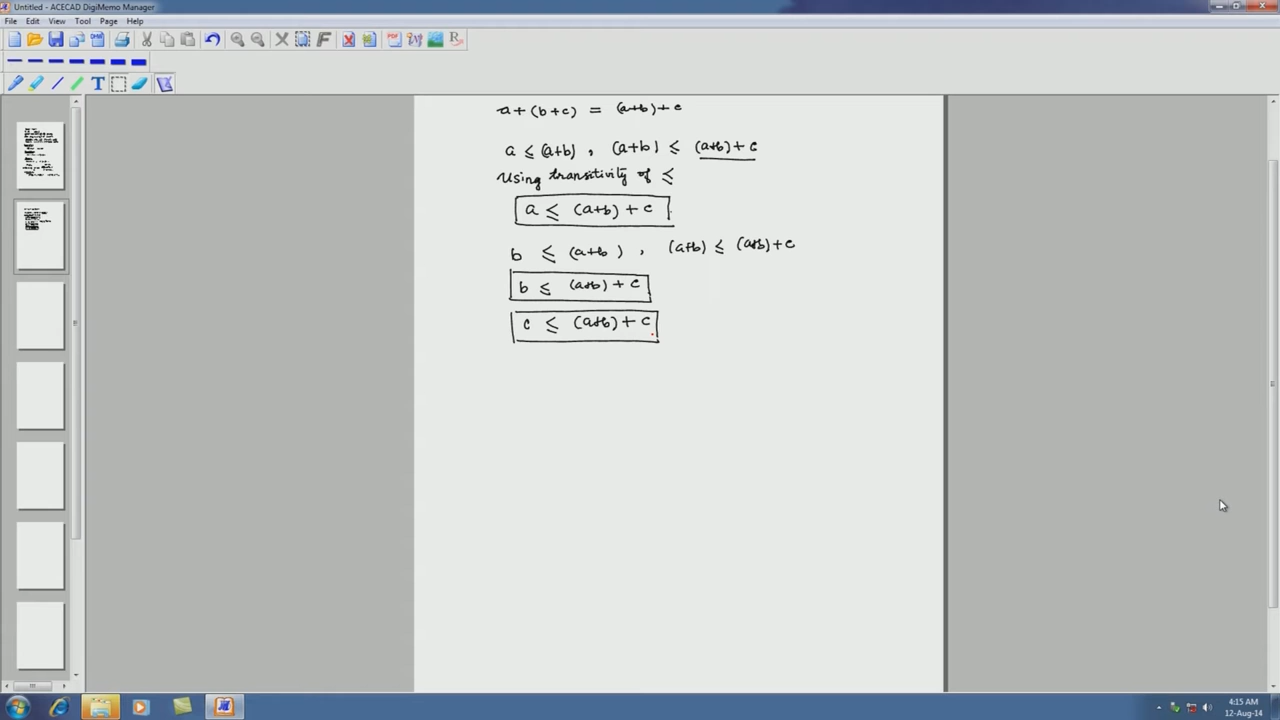 Untitled - ACECAD DigiMemo Manager
File Edit View Tool Page Help
a + (b + c) = (a+b) + c
a ≤ (a+b) , (a+b) ≤ (a+b) + c
Using transitivity of ≤
a ≤ (a+b) + c
b ≤ (a+b) , (a+b) ≤ (a+b) + c
b ≤ (a+b) + c
c ≤ (a+b) + c
4:15 AM
12-Aug-14